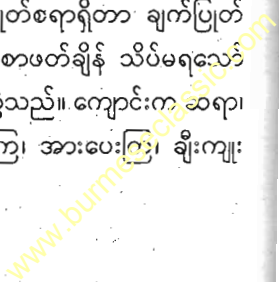 တ်စရာရှိတာ ချက်ပြုတ်
စာဖတ်ချိန် သိပ်မရသော်
သည်။ ကျောင်းက ဆရာ၊
ကြ၊ အားပေးကြ၊ ချီးကျူး
www.burmeseclassic.com